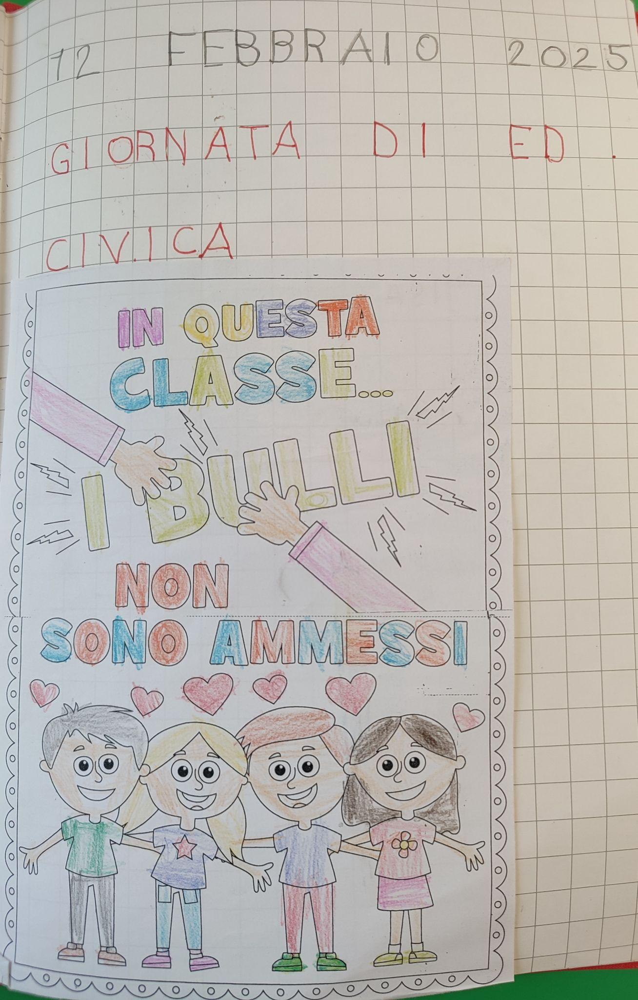 12 FEBBRAIO 2025
GIORNATA DI ED.
CIVICA
IN QUESTA
CLASSE...
I BULLI
NON
SONO AMMESSI